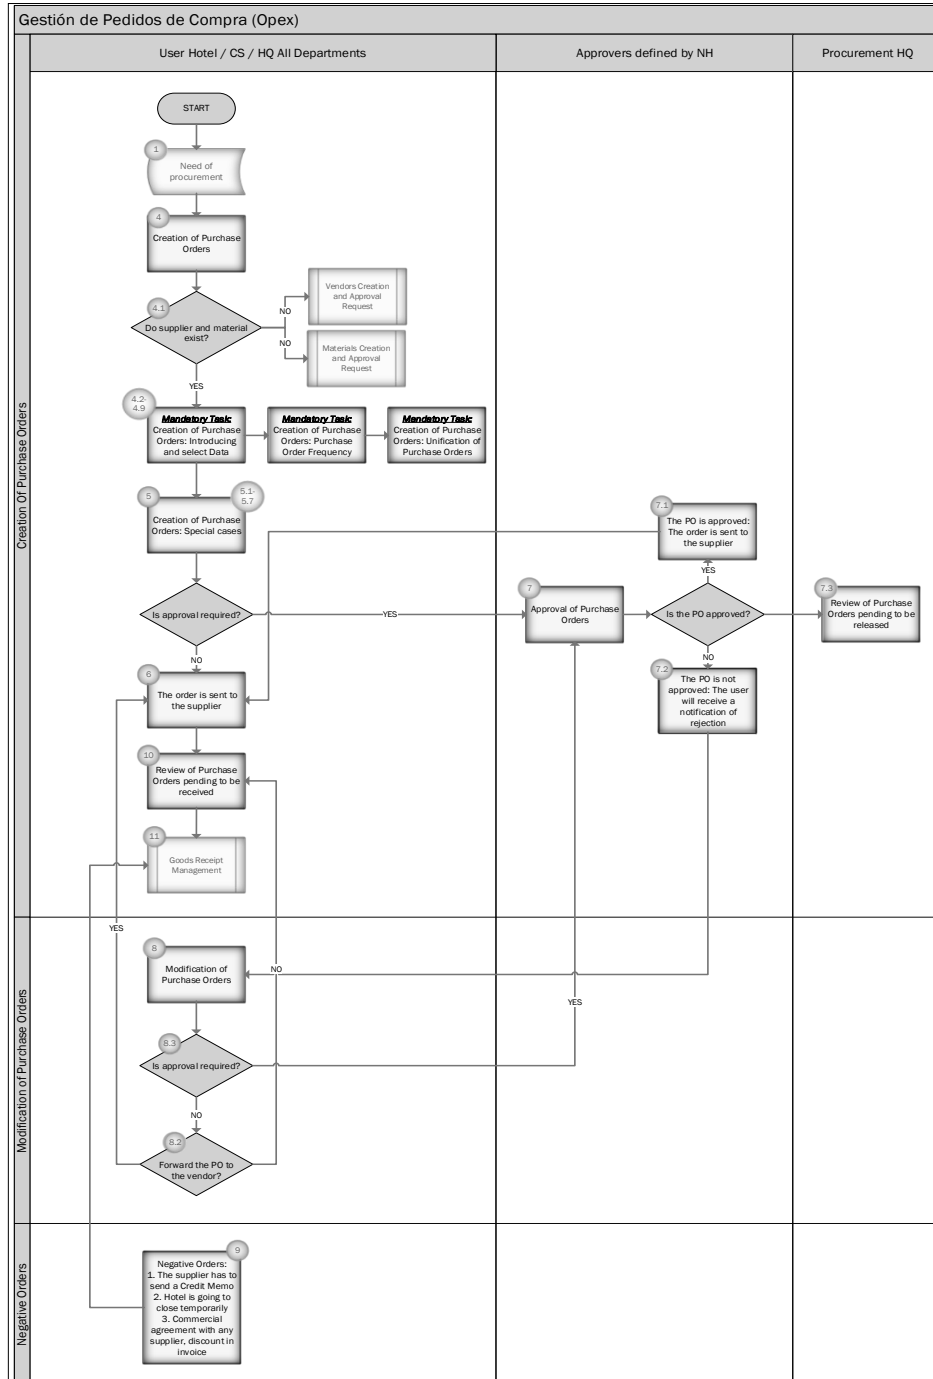 Gestión de Pedidos de Compra (Opex)
User Hotel / CS / HQ All Departments
Approvers defined by NH
Procurement HQ
Creation Of Purchase Orders
START
1
Need of
procurement
4
Creation of Purchase
Orders
4.1
Do supplier and material
exist?
NO
Vendors Creation
and Approval
Request
NO
Materials Creation
and Approval
Request
YES
4.2-
4.9
Mandatory Task:
Creation of Purchase
Orders: Introducing
and select Data
Mandatory Task:
Creation of Purchase
Orders: Purchase
Order Frequency
Mandatory Task:
Creation of Purchase
Orders: Unification of
Purchase Orders
5
5.1-
5.7
Creation of Purchase
Orders: Special cases
7.1
The PO is approved:
The order is sent to
the supplier
YES
Is approval required?
YES
7
Approval of Purchase
Orders
Is the PO approved?
7.3
Review of Purchase
Orders pending to be
released
NO
NO
7.2
The PO is not
approved: The user
will receive a
notification of
rejection
6
The order is sent to
the supplier
10
Review of Purchase
Orders pending to be
received
11
Goods Receipt
Management
YES
Modification of Purchase Orders
8
Modification of
Purchase Orders
NO
YES
8.3
Is approval required?
NO
8.2
Forward the PO to
the vendor?
Negative Orders
9
Negative Orders:
1. The supplier has to
send a Credit Memo
2. Hotel is going to
close temporarily
3. Commercial
agreement with any
supplier, discount in
invoice